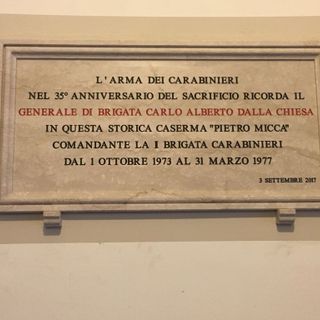 L'ARMA DEI CARABINIERI
NEL 35° ANNIVERSARIO DEL SACRIFICIO RICORDA IL
GENERALE DI BRIGATA CARLO ALBERTO DALLA CHIESA
IN QUESTA STORICA CASERMA "PIETRO MICCA"
COMANDANTE LA I BRIGATA CARABINIERI
DAL 1 OTTOBRE 1973 AL 31 MARZO 1977
3 SETTEMBRE 2017